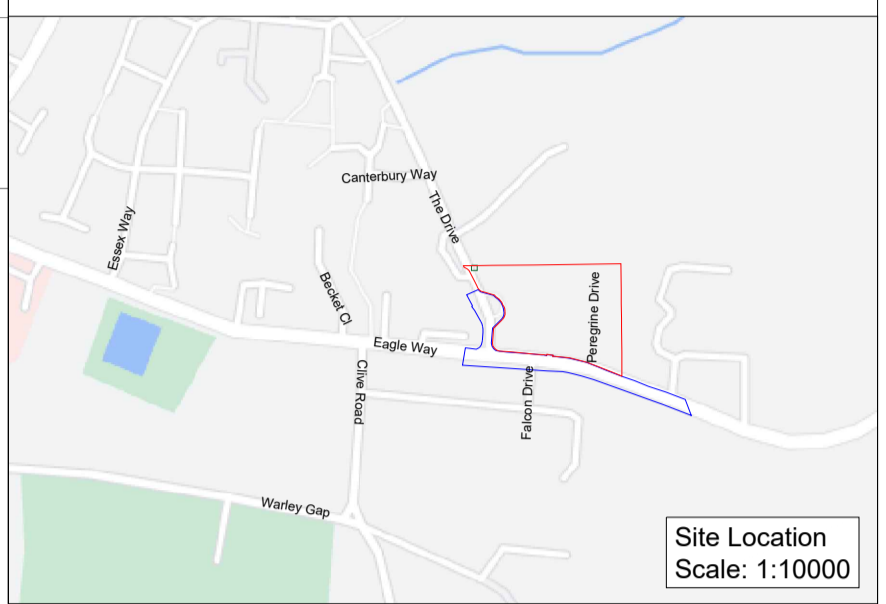 Canterbury Way
The Drive
Essex Way
Becket Cl
Peregrine Drive
Eagle Way
Clive Road
Falcon Drive
Warley Gap
Site Location
Scale: 1:10000